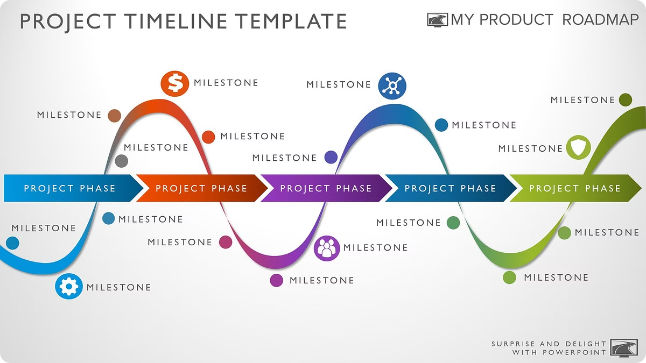 PROJECT TIMELINE TEMPLATE
MY PRODUCT ROADMAP
MILESTONE
MILESTONE
MILESTONE
MILESTONE
MILESTONE
MILESTONE
MILESTONE
MILESTONE
MILESTONE
MILESTONE
PROJECT PHASE
PROJECT PHASE
PROJECT PHASE
PROJECT PHASE
PROJECT PHASE
MILESTONE
MILESTONE
MILESTONE
MILESTONE
MILESTONE
MILESTONE
MILESTONE
MILESTONE
MILESTONE
SURPRISE AND DELIGHT
WITH POWERPOINT